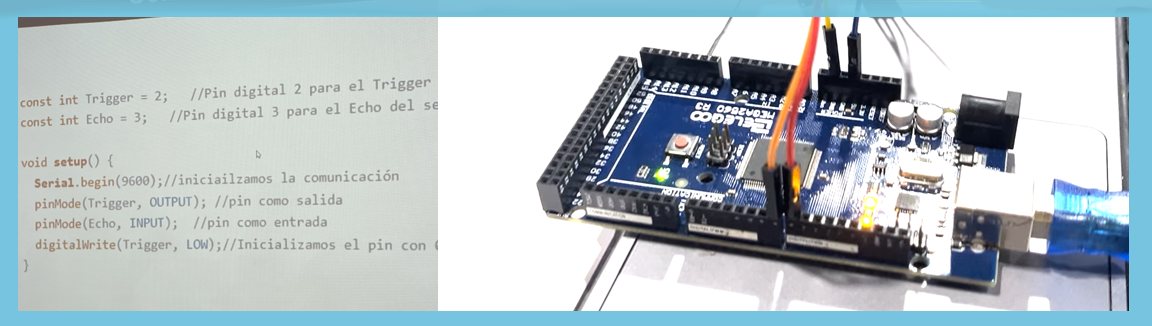 const int Trigger = 2;   //Pin digital 2 para el Trigger
const int Echo = 3;   //Pin digital 3 para el Echo del se
void setup() {
Serial.begin(9600);//iniciailzamos la comunicación
pinMode(Trigger, OUTPUT); //pin como salida
pinMode(Echo, INPUT);  //pin como entrada
digitalWrite(Trigger, LOW);//Inicializamos el pin con
}
ELEGOO
MEGA2560 R3